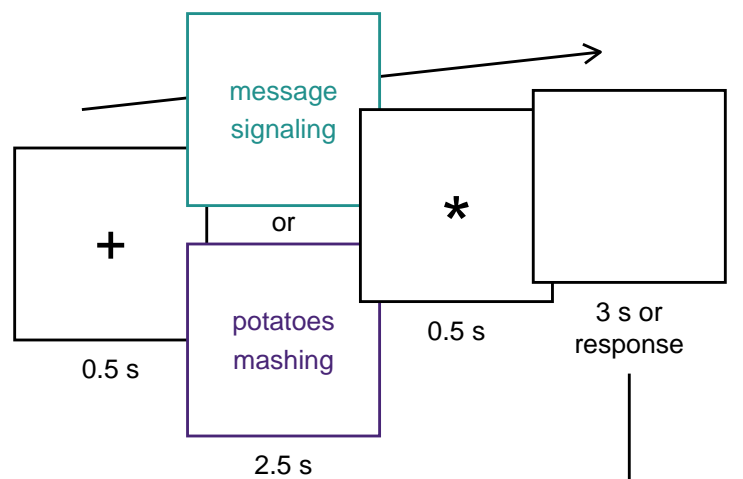 message
signaling
+
or
*
potatoes
mashing
0.5 s
2.5 s
0.5 s
3 s or
response